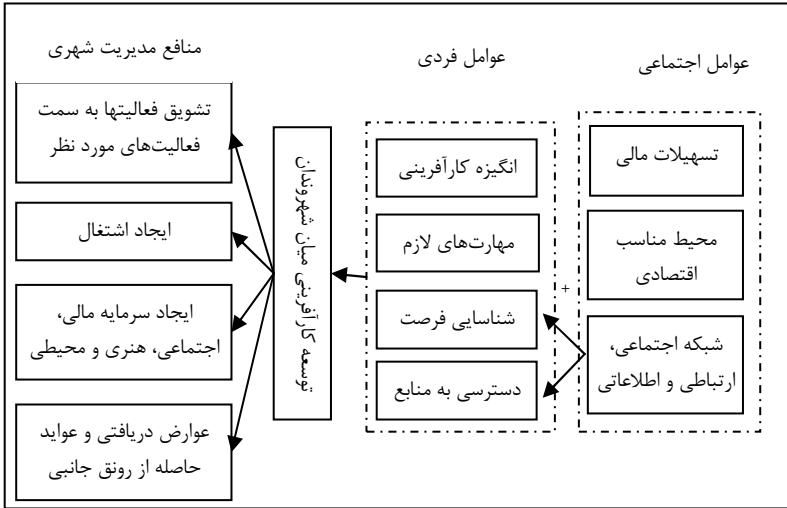 عوامل اجتماعی
تسهیلات مالی
محیط مناسب
اقتصادی
شبکه اجتماعی،
ارتباطی و اطلاعاتی
+
عوامل فردی
انگیزه کارآفرینی
مهارت‌های لازم
شناسایی فرصت
دسترسی به منابع
توسعه کارآفرینی میان شهروندان
منافع مدیریت شهری
تشویق فعالیتها به سمت
فعالیت‌های مورد نظر
ایجاد اشتغال
ایجاد سرمایه مالی،
اجتماعی، هنری و محیطی
عوارض دریافتی و عواید
حاصله از رونق جانبی